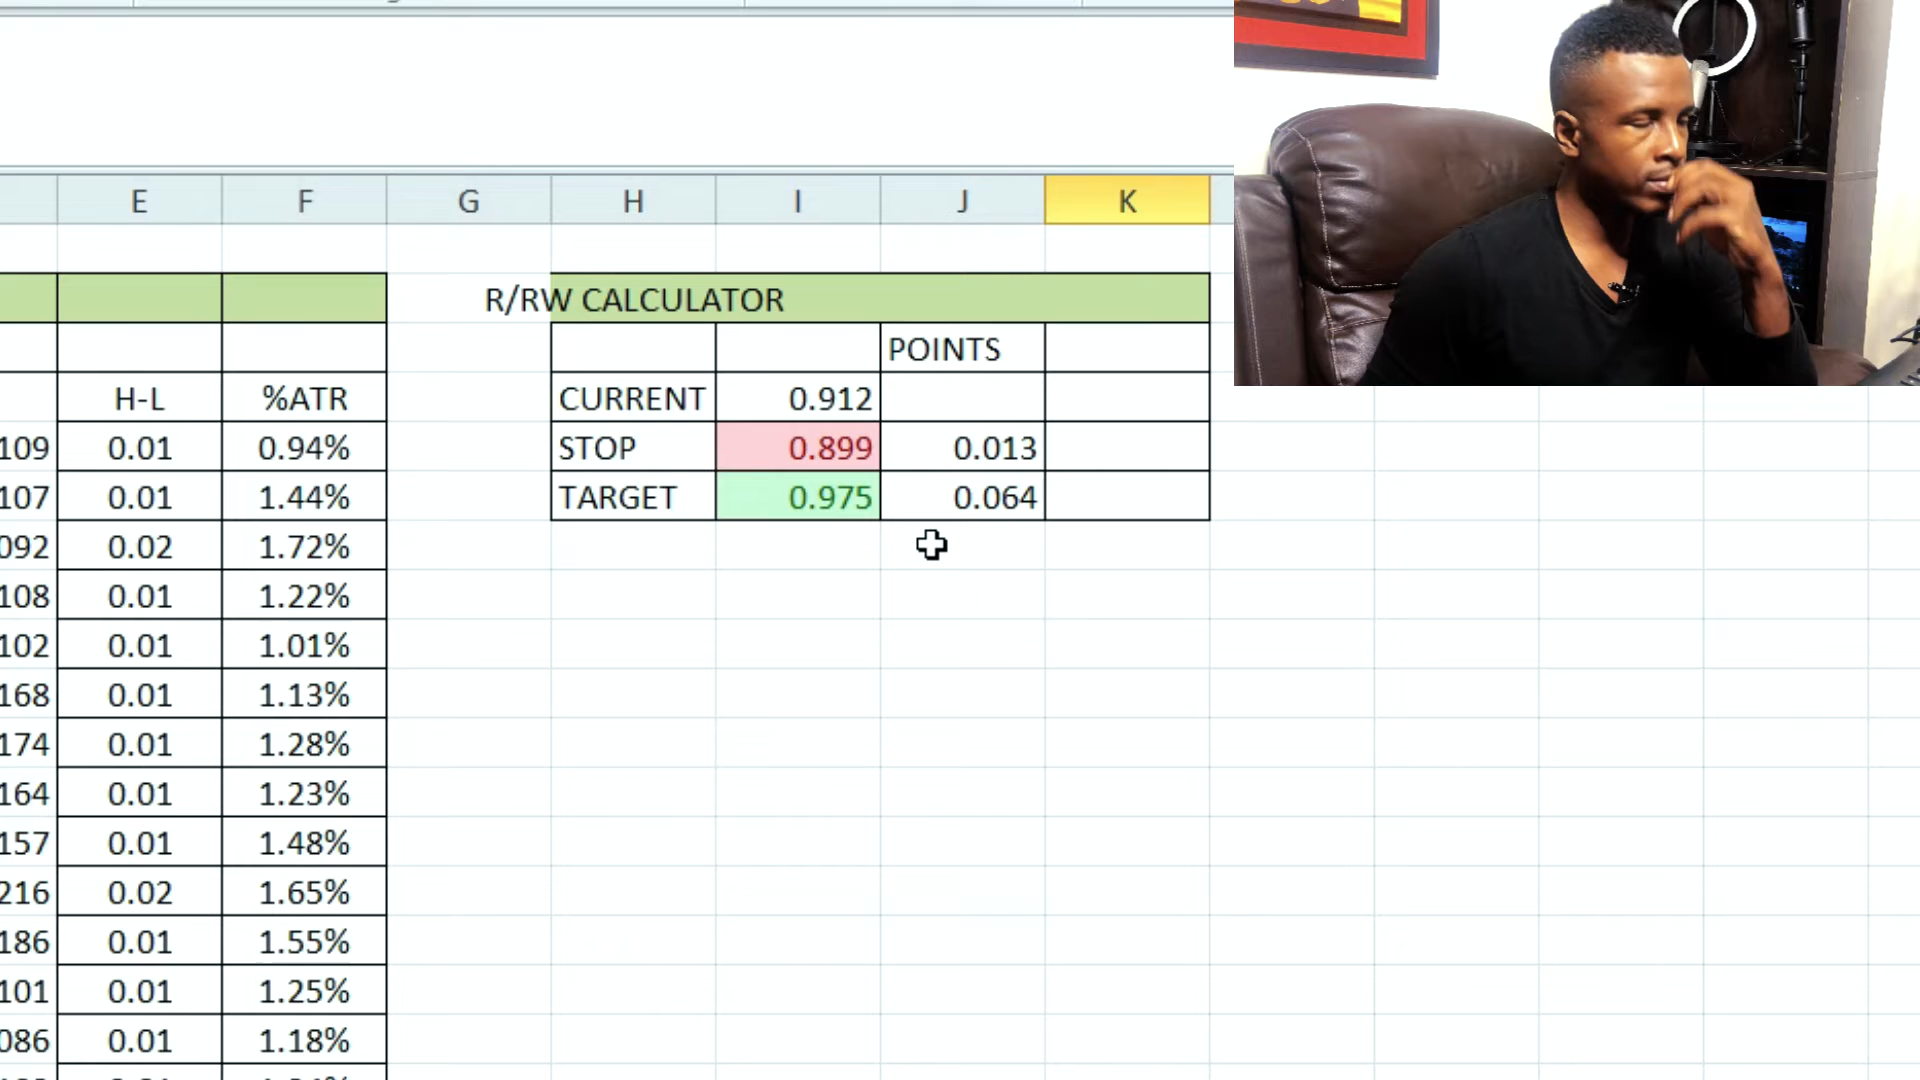 E F G H I J K
R/RW CALCULATOR
POINTS
H-L %ATR CURRENT 0.912
109 0.01 0.94% STOP 0.899 0.013
107 0.01 1.44% TARGET 0.975 0.064
092 0.02 1.72%
108 0.01 1.22%
102 0.01 1.01%
168 0.01 1.13%
174 0.01 1.28%
164 0.01 1.23%
157 0.01 1.48%
216 0.02 1.65%
186 0.01 1.55%
101 0.01 1.25%
086 0.01 1.18%